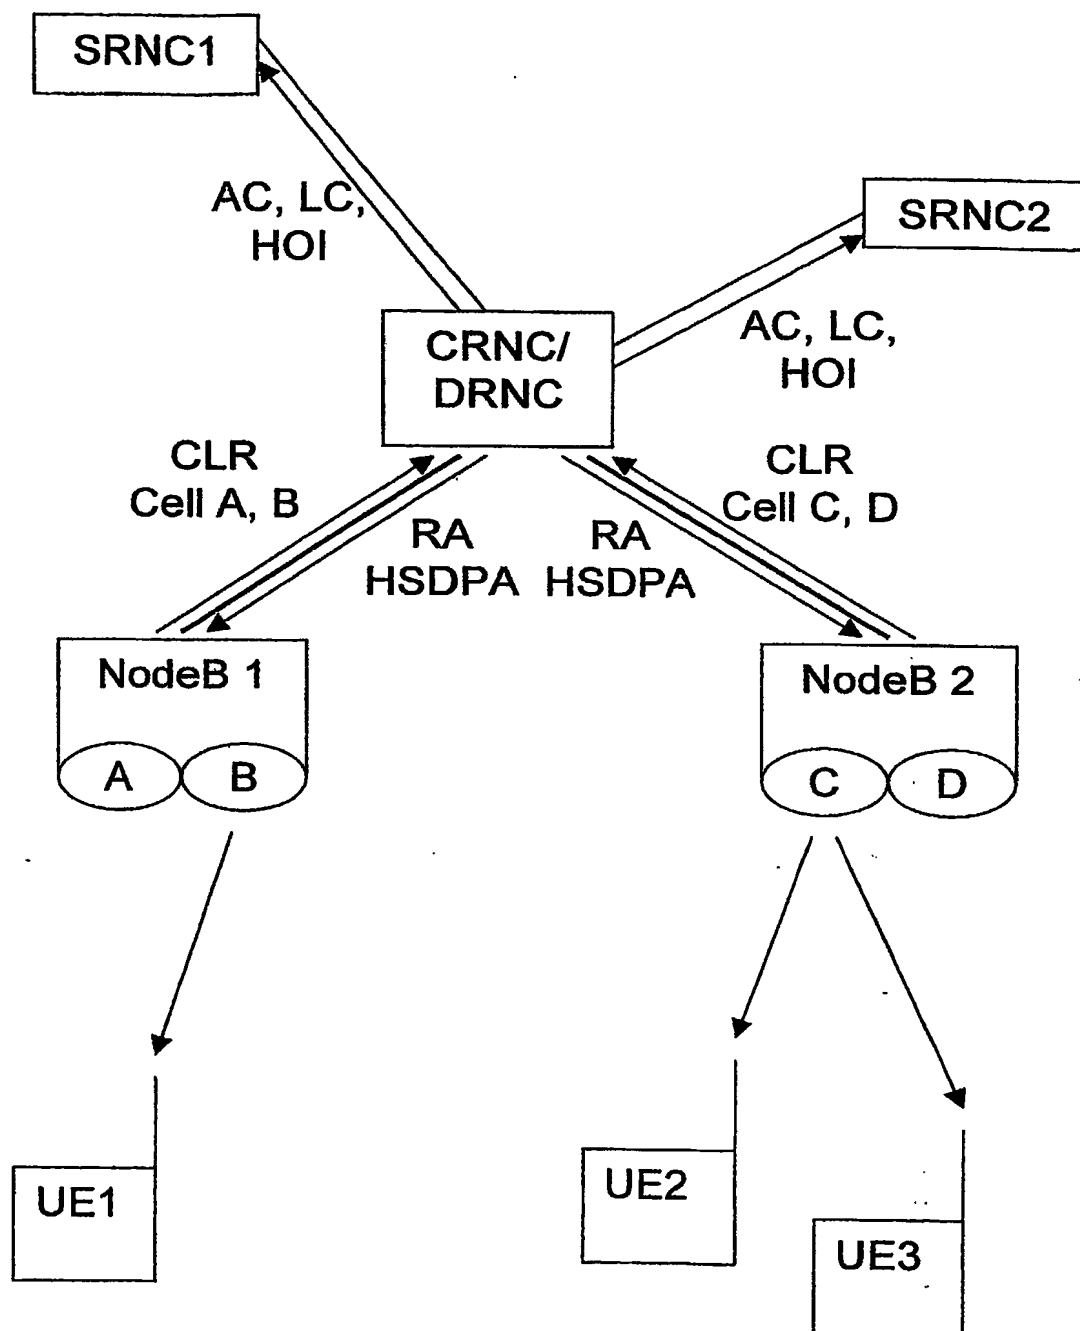 SRNC1
AC, LC,
HOI
SRNC2
AC, LC,
HOI
CRNC/
DRNC
CLR
Cell A, B
CLR
Cell C, D
RA
HSDPA
RA
HSDPA
NodeB 1
A
B
NodeB 2
C
D
UE1
UE2
UE3